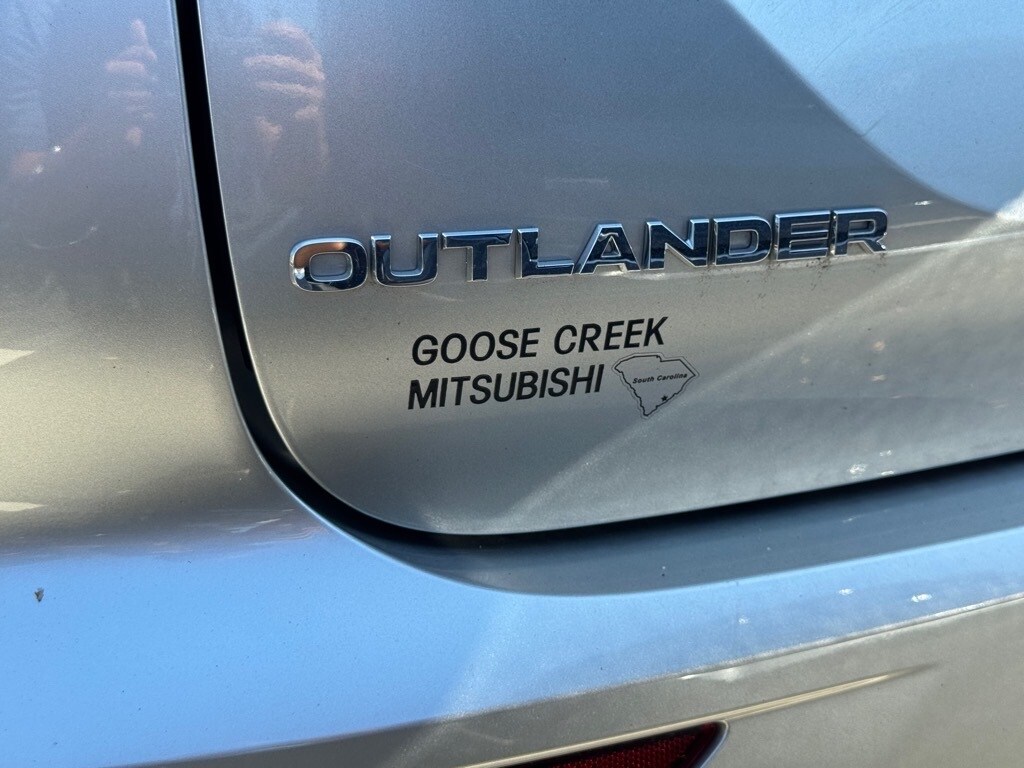 OUTLANDER
GOOSE CREEK
MITSUBISHI
South Carolina